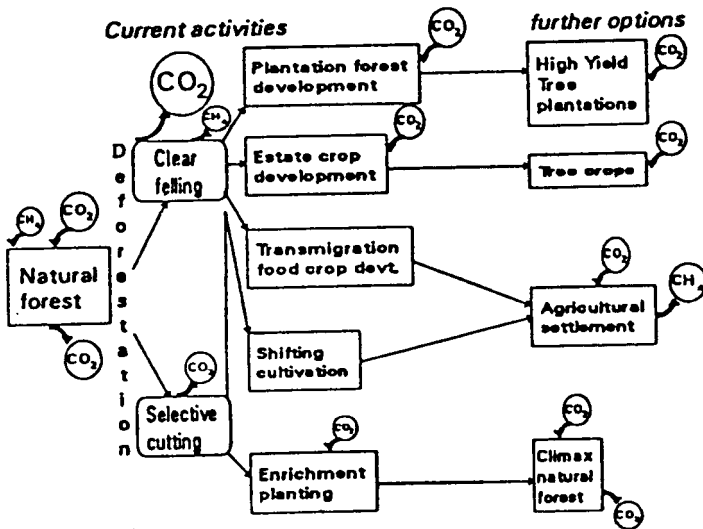 Current activities
further options
CO₂
CO₂
CH₄
Plantation forest
development
CO₂
High Yield
Tree
plantations
CO₂
Deforestation
Clear
felling
CO₂
Estate crop
development
CO₂
Tree crops
CH₄
CO₂
Natural
forest
CO₂
Transmigration
food crop devt.
CO₂
CH₄
Agricultural
settlement
Shifting
cultivation
CO₂
Selective
cutting
CO₂
Enrichment
planting
CO₂
Climax
natural
forest
CO₂